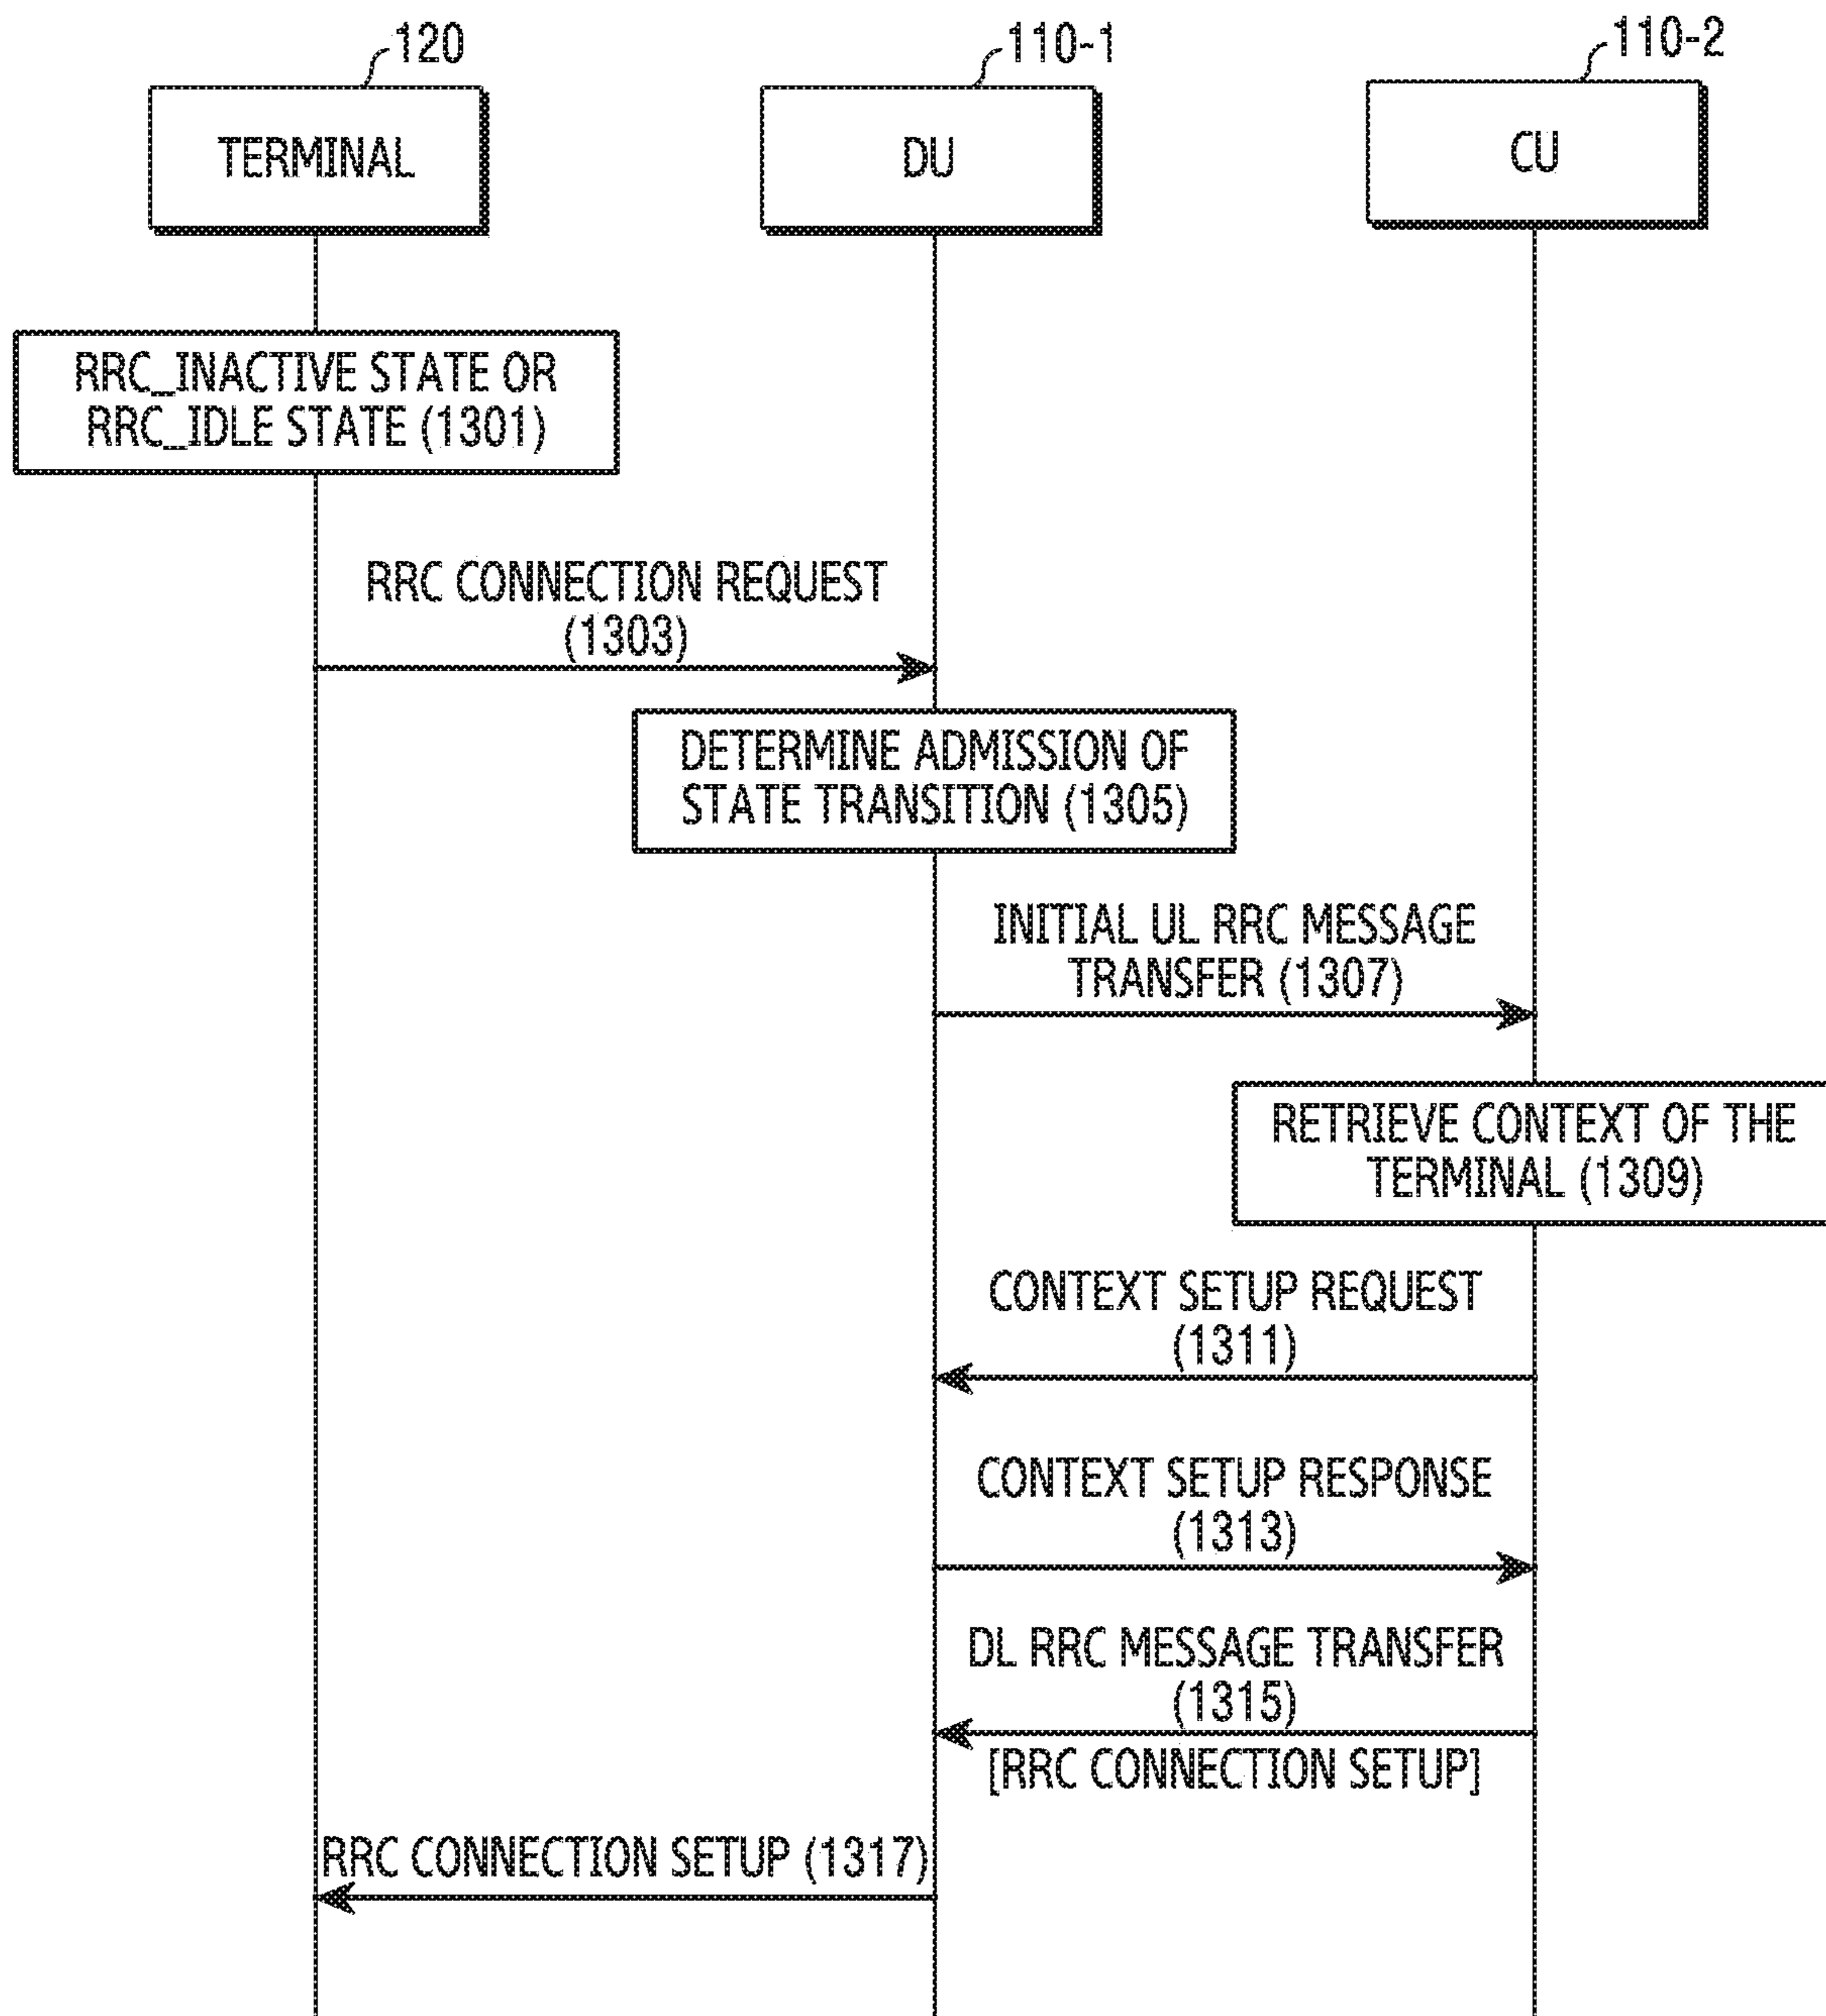 120
110-1
110-2
TERMINAL
DU
CU
RRC_INACTIVE STATE OR
RRC_IDLE STATE (1301)
RRC CONNECTION REQUEST
(1303)
DETERMINE ADMISSION OF
STATE TRANSITION (1305)
INITIAL UL RRC MESSAGE
TRANSFER (1307)
RETRIEVE CONTEXT OF THE
TERMINAL (1309)
CONTEXT SETUP REQUEST
(1311)
CONTEXT SETUP RESPONSE
(1313)
DL RRC MESSAGE TRANSFER
(1315)
[RRC CONNECTION SETUP]
RRC CONNECTION SETUP (1317)